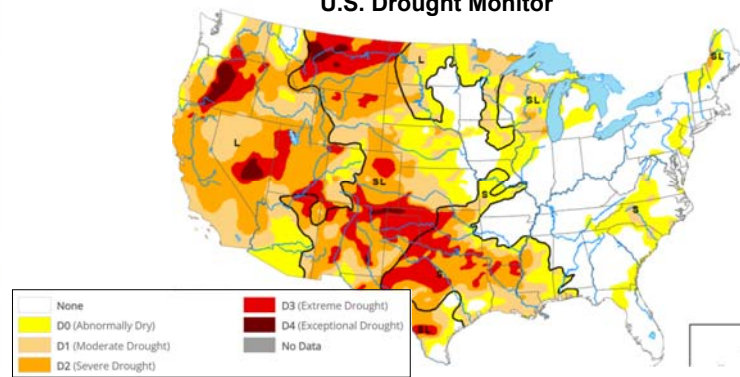 U.S. Drought Monitor
L
SL
SL
L
SL
S
S
SL
None
D0 (Abnormally Dry)
D1 (Moderate Drought)
D2 (Severe Drought)
D3 (Extreme Drought)
D4 (Exceptional Drought)
No Data